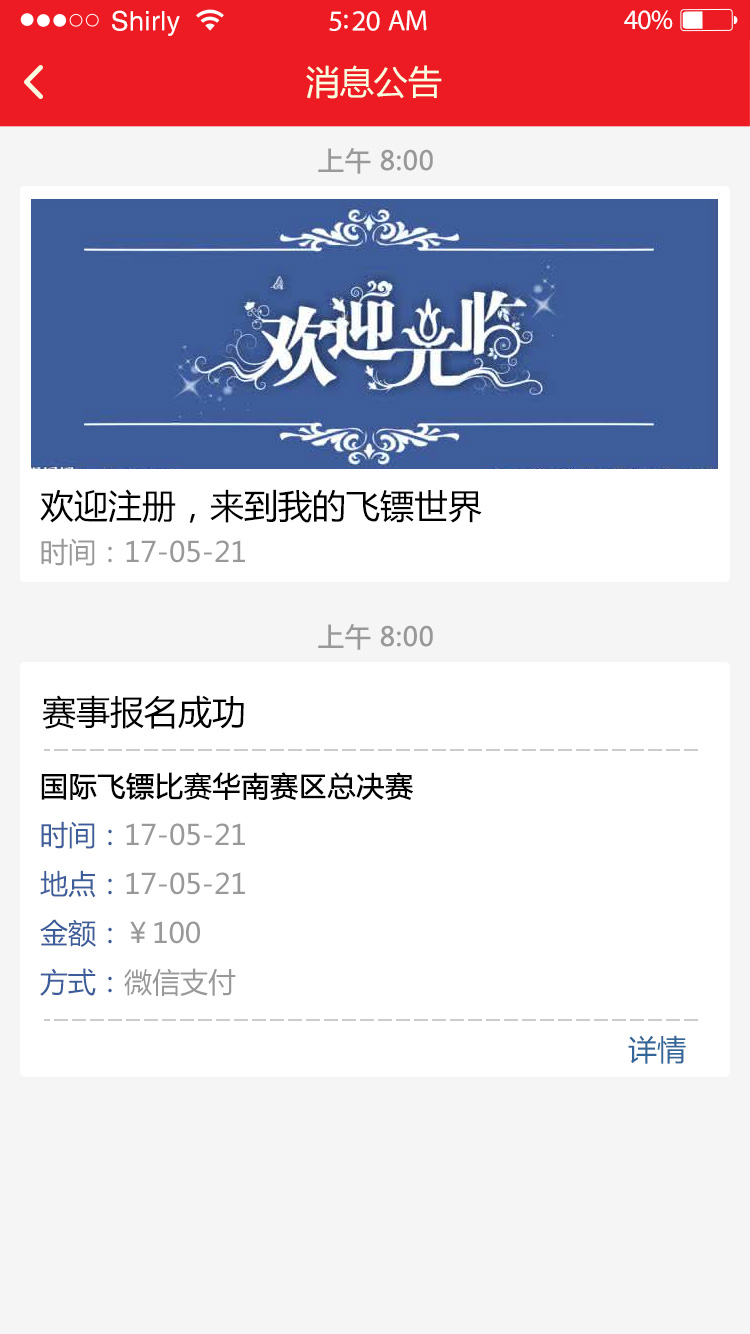 Shirly 5:20 AM 40%
消息公告
上午 8:00
欢迎光临
欢迎注册，来到我的飞镖世界
时间：17-05-21
上午 8:00
赛事报名成功
国际飞镖比赛华南赛区总决赛
时间：17-05-21
地点：17-05-21
金额：￥100
方式：微信支付
详情